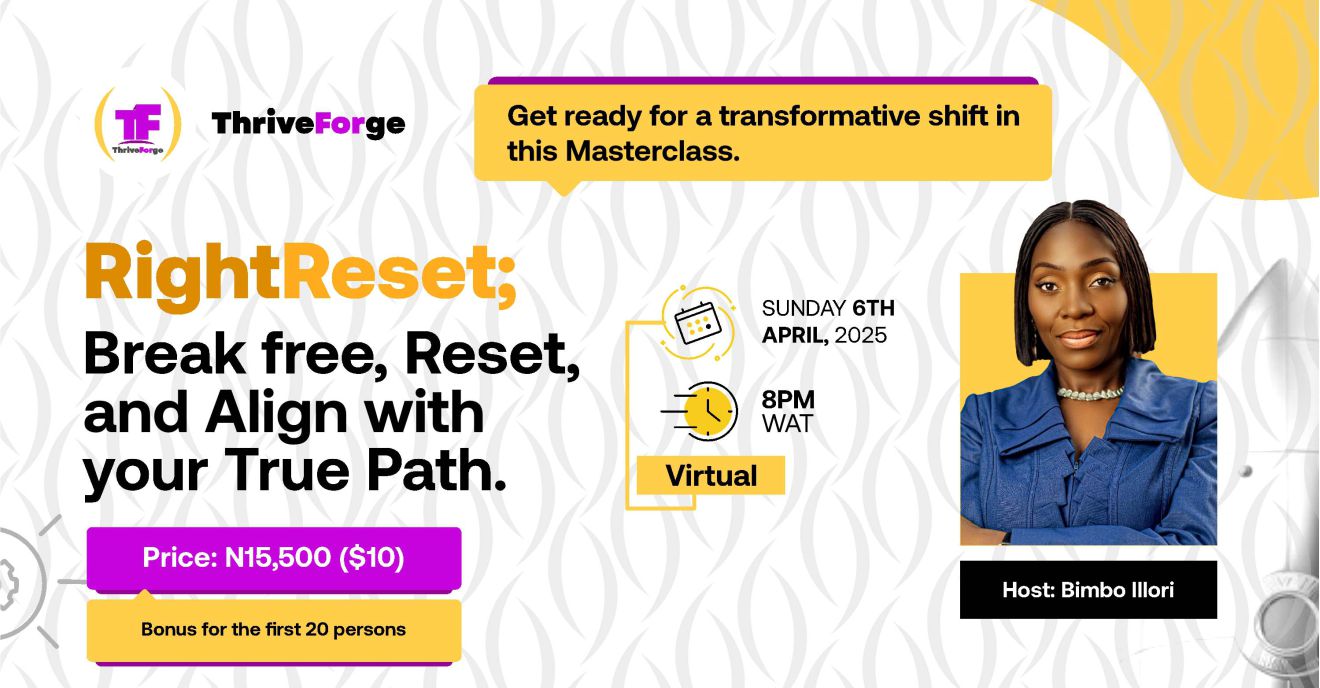 TF
ThriveForge
ThriveForge
Get ready for a transformative shift in
this Masterclass.
RightReset;
Break free, Reset,
and Align with
your True Path.
Price: N15,500 ($10)
Bonus for the first 20 persons
SUNDAY 6TH
APRIL, 2025
8PM
WAT
Virtual
Host: Bimbo Illori